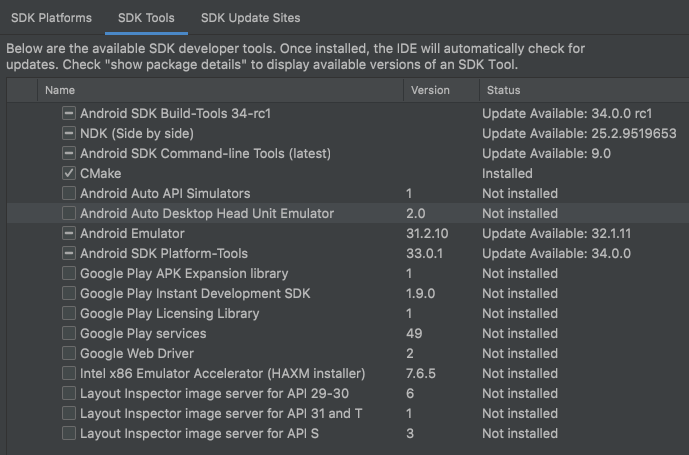 SDK Platforms SDK Tools SDK Update Sites
Below are the available SDK developer tools. Once installed, the IDE will automatically check for
updates. Check "show package details" to display available versions of an SDK Tool.
Name Version Status
Android SDK Build-Tools 34-rc1 Update Available: 34.0.0 rc1
NDK (Side by side) Update Available: 25.2.9519653
Android SDK Command-line Tools (latest) Update Available: 9.0
CMake Installed
Android Auto API Simulators 1 Not installed
Android Auto Desktop Head Unit Emulator 2.0 Not installed
Android Emulator 31.2.10 Update Available: 32.1.11
Android SDK Platform-Tools 33.0.1 Update Available: 34.0.0
Google Play APK Expansion library 1 Not installed
Google Play Instant Development SDK 1.9.0 Not installed
Google Play Licensing Library 1 Not installed
Google Play services 49 Not installed
Google Web Driver 2 Not installed
Intel x86 Emulator Accelerator (HAXM installer) 7.6.5 Not installed
Layout Inspector image server for API 29-30 6 Not installed
Layout Inspector image server for API 31 and T 1 Not installed
Layout Inspector image server for API S 3 Not installed